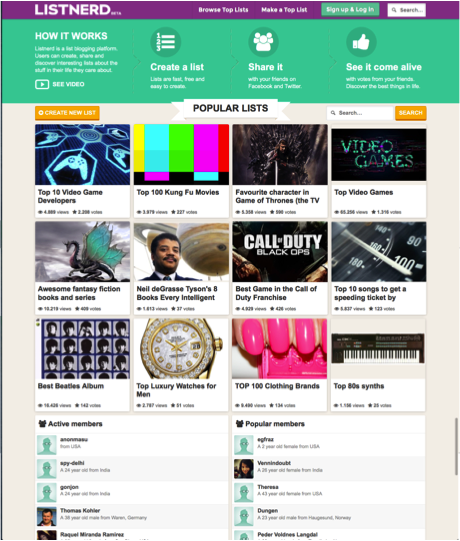 LISTNERD BETA
Browse Top Lists
Make a Top List
Sign up & Log in
Search...
HOW IT WORKS
Listnerd is a list blogging platform.
Users can create, share and
discover interesting lists about the
stuff in their life they care about.
SEE VIDEO
Create a list
Lists are fast, free and
easy to create.
Share it
with your friends on
Facebook and Twitter.
See it come alive
with votes from your friends.
Discover the best things in life.
CREATE NEW LIST
POPULAR LISTS
Search...
SEARCH
VIDEO
GAMES
Top 10 Video Game
Developers
4.888 views 2.258 votes
Top 100 Kung Fu Movies
3.979 views 227 votes
Favourite character in
Game of Thrones (the TV
5.358 views 590 votes
Top Video Games
65.256 views 1.316 votes
CALL OF DUTY
BLACK OPS
Awesome fantasy fiction
books and series
10.219 views 409 votes
Neil deGrasse Tyson's 8
Books Every Intelligent
1.613 views 37 votes
Best Game in the Call of
Duty Franchise
4.929 views 428 votes
Top 10 songs to get a
speeding ticket by
5.837 views 123 votes
Best Beatles Album
16.426 views 142 votes
Top Luxury Watches for
Men
2.787 views 51 votes
TOP 100 Clothing Brands
9.490 views 134 votes
Top 80s synths
1.156 views 25 votes
Active members
anonmasu
from USA
spy-delhi
A 24 year old from India
gonjon
A 24 year old from India
Thomas Kohler
A 38 year old male from Weren, Germany
Raquel Miranda Ramirez
Popular members
egfraz
A 2 year old female from USA
Vennindoubt
A 28 year old female from India
Theresa
A 43 year old female from USA
Dungen
A 23 year old male from Haugesund, Norway
Peder Voldnes Langdal